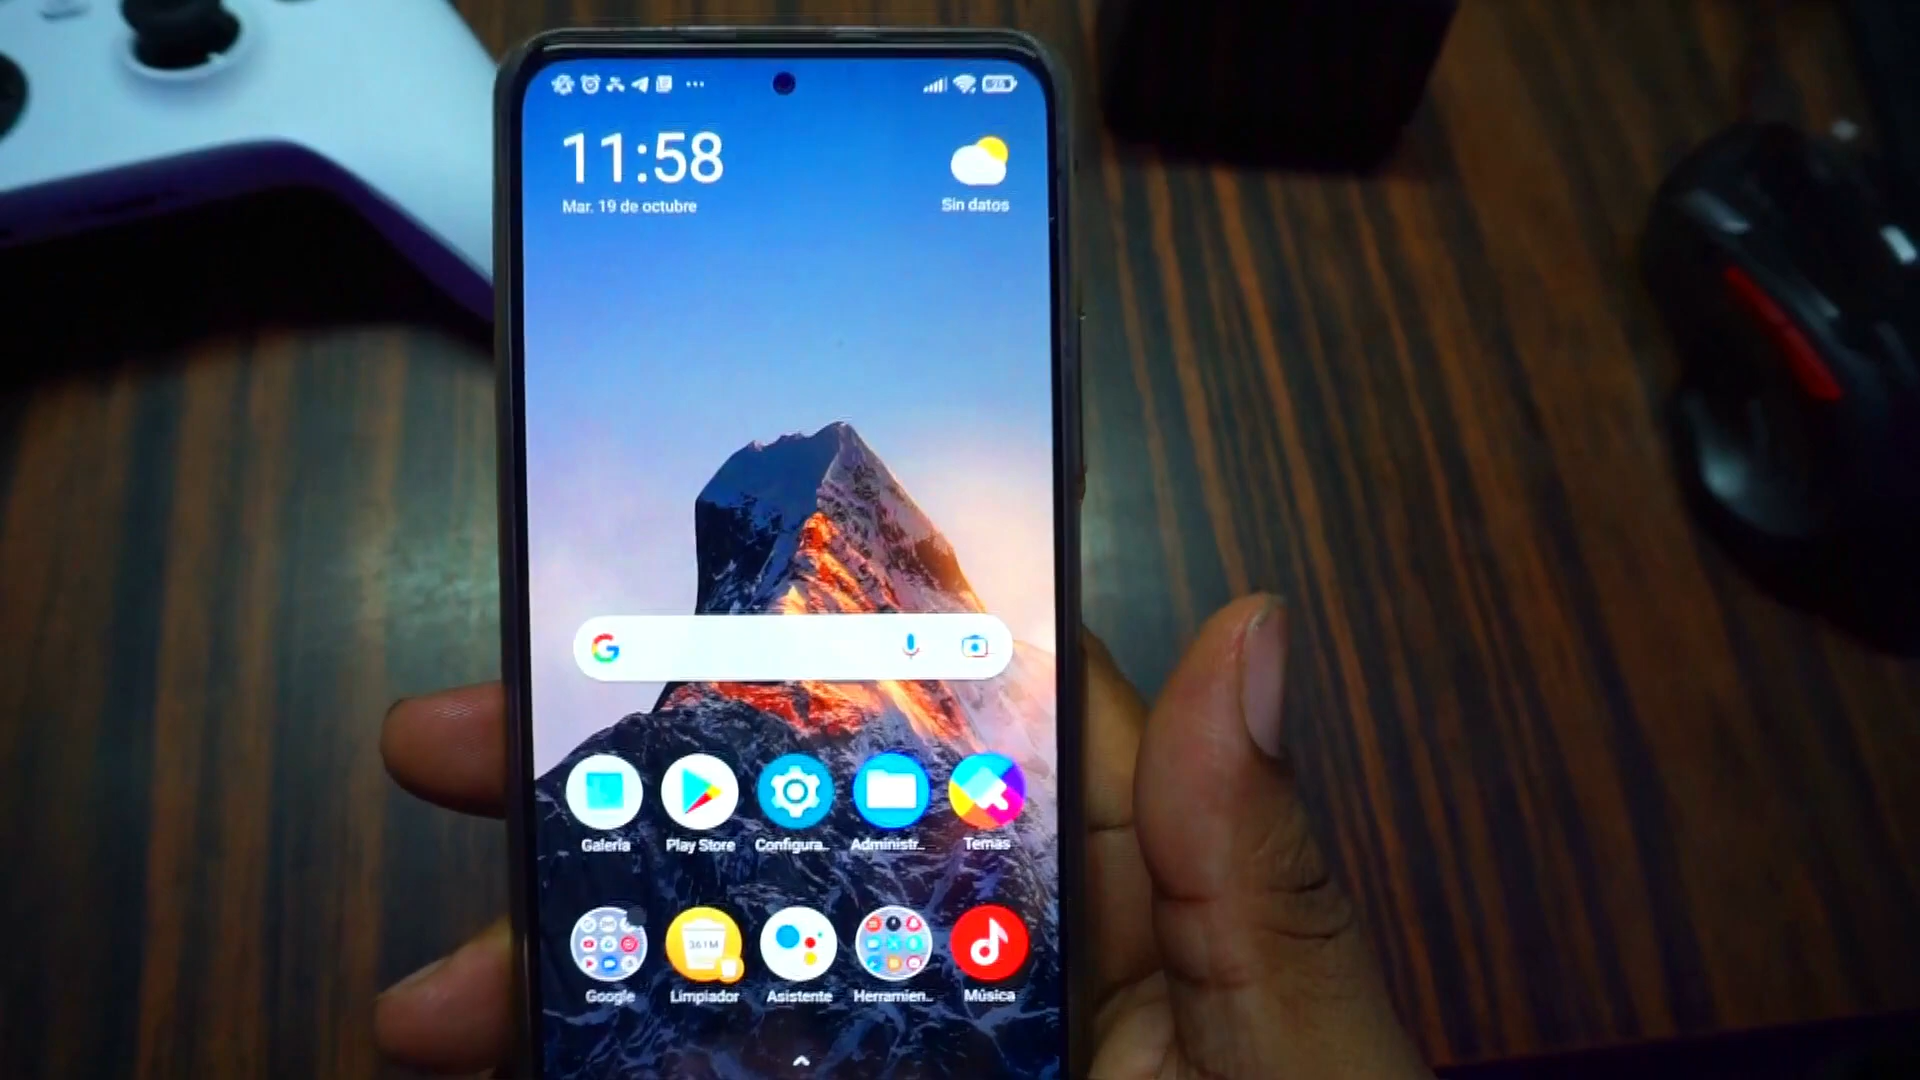 11:58
Mar. 19 de octubre
Sin datos
Galería
Play Store
Configura...
Administr...
Temas
361M
Google
Limpiador
Asistente
Herramien...
Música